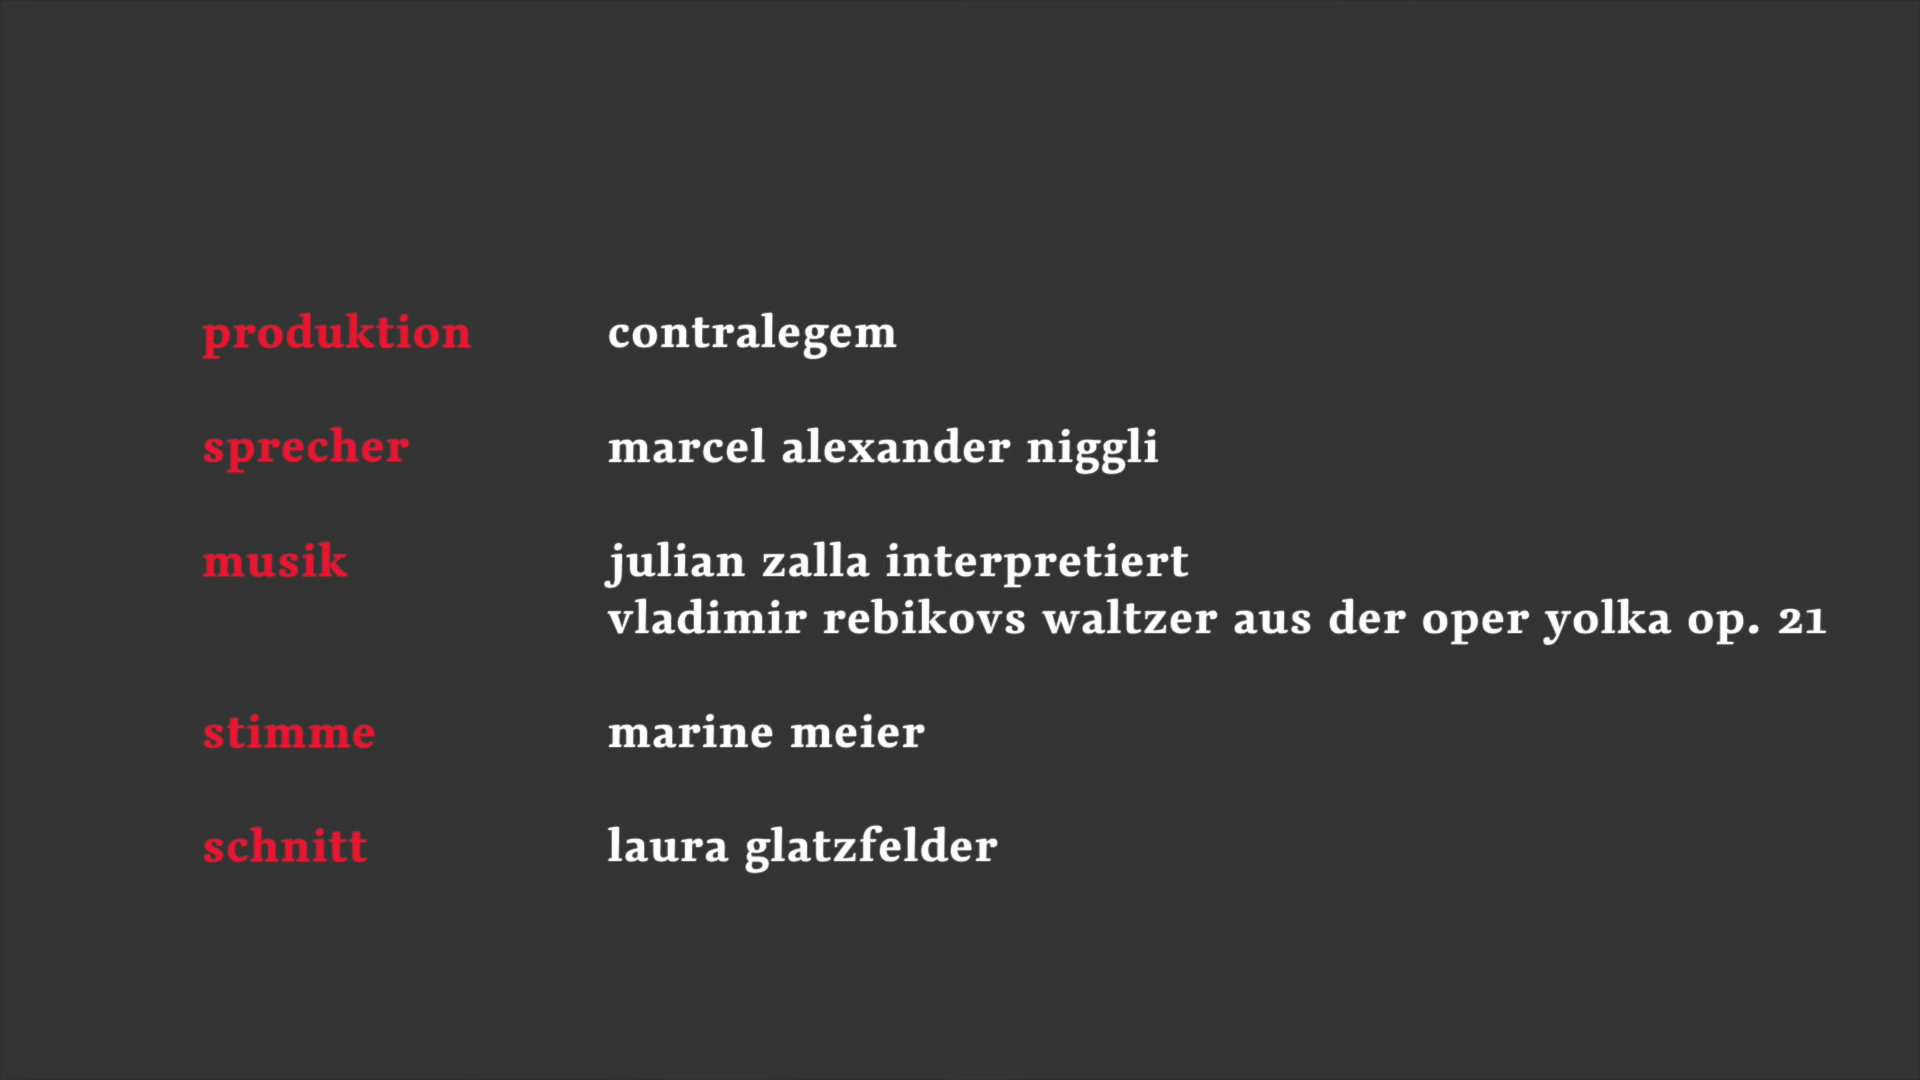 produktion contralegem
sprecher marcel alexander niggli
musik julian zalla interpretiert
vladimir rebikovs waltzer aus der oper yolka op. 21
stimme marine meier
schnitt laura glatzfelder